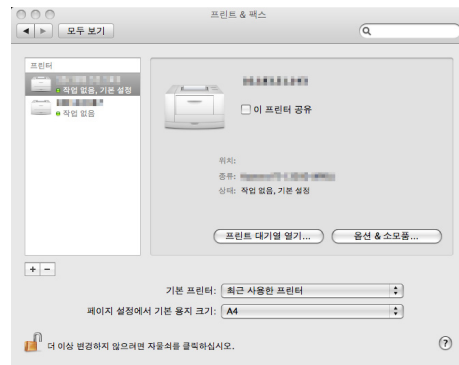 프린트 & 팩스
모두 보기
프린터
작업 없음, 기본 설정
작업 없음
이 프린터 공유
위치:
종류:
상태: 작업 없음, 기본 설정
프린트 대기열 열기...
옵션 & 소모품...
+ −
기본 프린터: 최근 사용한 프린터
페이지 설정에서 기본 용지 크기: A4
더 이상 변경하지 않으려면 자물쇠를 클릭하십시오.
?